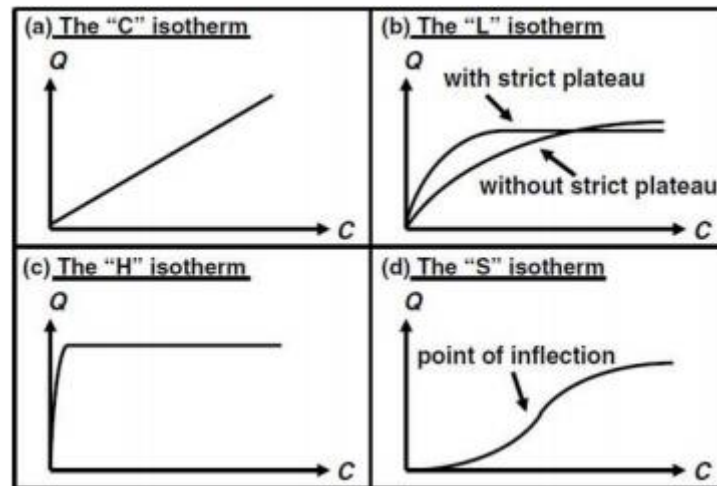 (a) The “C” isotherm
Q
C
(b) The “L” isotherm
Q
with strict plateau
without strict plateau
C
(c) The “H” isotherm
Q
C
(d) The “S” isotherm
Q
point of inflection
C